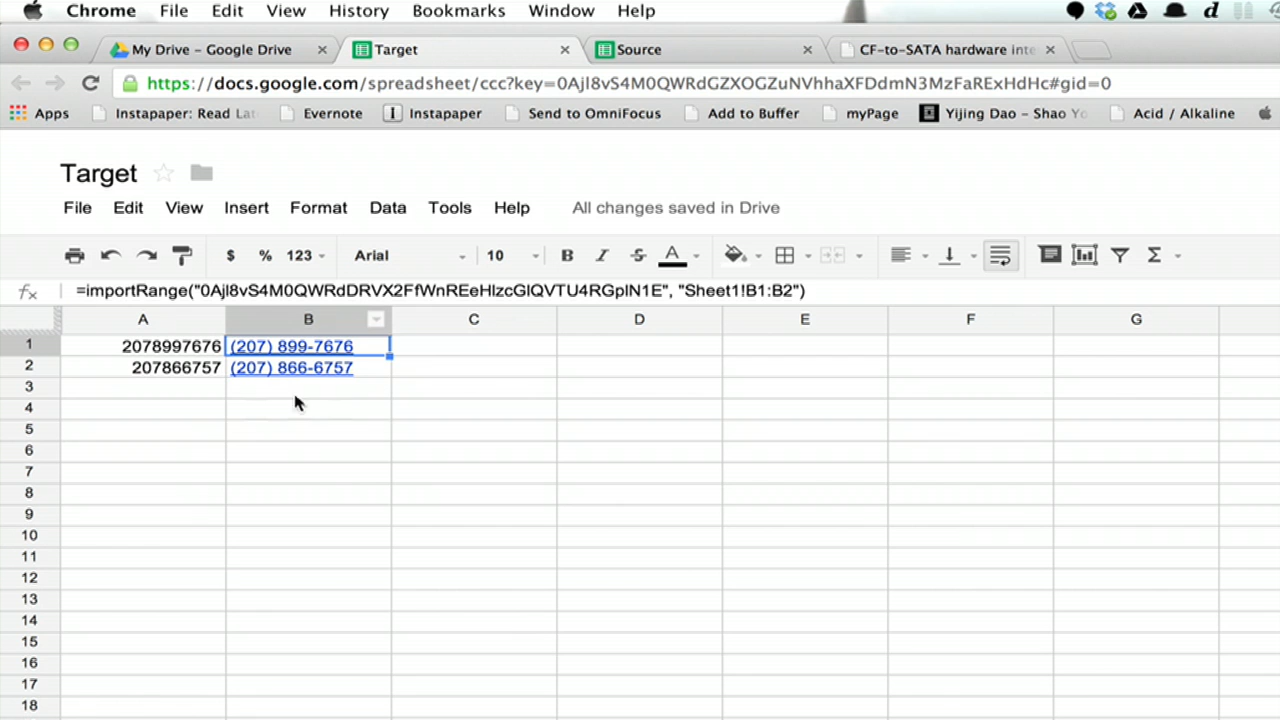 Chrome File Edit View History Bookmarks Window Help
My Drive – Google Drive Target Source CF-to-SATA hardware inte
https://docs.google.com/spreadsheet/ccc?key=0Ajl8vS4M0QWRdGZXOGZuNVhhaXFDdmN3MzFaRExHdHc#gid=0
Apps Instapaper: Read Lat Evernote Instapaper Send to OmniFocus Add to Buffer myPage Yijing Dao – Shao Yo Acid / Alkaline
Target
File Edit View Insert Format Data Tools Help All changes saved in Drive
$ % 123 Arial 10 B I S A Σ
fx =importRange("0Ajl8vS4M0QWRdDRVX2FfWnREeHlzcGlQVTU4RGplN1E", "Sheet1!B1:B2")
A B C D E F G
1 2078997676 (207) 899-7676
2 207866757 (207) 866-6757
3
4
5
6
7
8
9
10
11
12
13
14
15
16
17
18